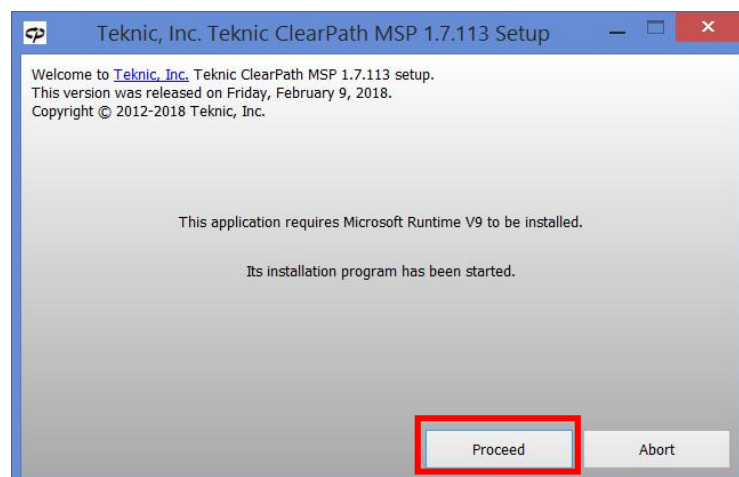 Teknic, Inc. Teknic ClearPath MSP 1.7.113 Setup
Welcome to Teknic, Inc. Teknic ClearPath MSP 1.7.113 setup.
This version was released on Friday, February 9, 2018.
Copyright © 2012-2018 Teknic, Inc.
This application requires Microsoft Runtime V9 to be installed.
Its installation program has been started.
Proceed Abort